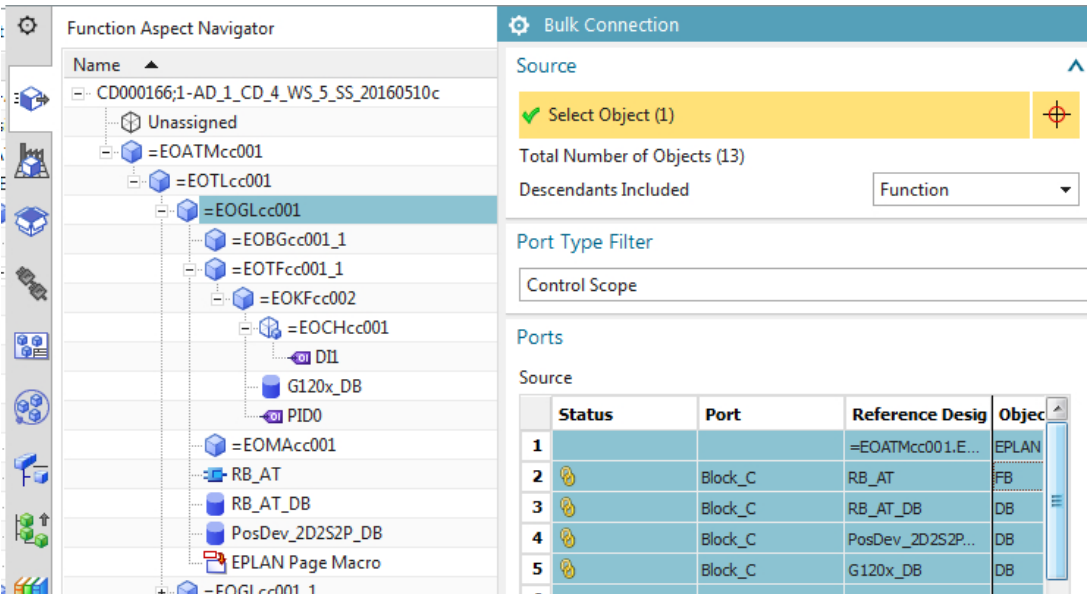 Function Aspect Navigator
Name
CD000166;1-AD_1_CD_4_WS_5_SS_20160510c
Unassigned
=EOATMcc001
=EOTLcc001
=EOGLcc001
=EOBGcc001_1
=EOTFcc001_1
=EOKFcc002
=EOCHcc001
DI1
G120x_DB
PID0
=EOMAcc001
RB_AT
RB_AT_DB
PosDev_2D2S2P_DB
EPLAN Page Macro
=EOGLcc001_1
Bulk Connection
Source
Select Object (1)
Total Number of Objects (13)
Descendants Included Function
Port Type Filter
Control Scope
Ports
Source
Status Port Reference Desig Objec
1 =EOATMcc001.E... EPLAN
2 Block_C RB_AT FB
3 Block_C RB_AT_DB DB
4 Block_C PosDev_2D2S2P... DB
5 Block_C G120x_DB DB